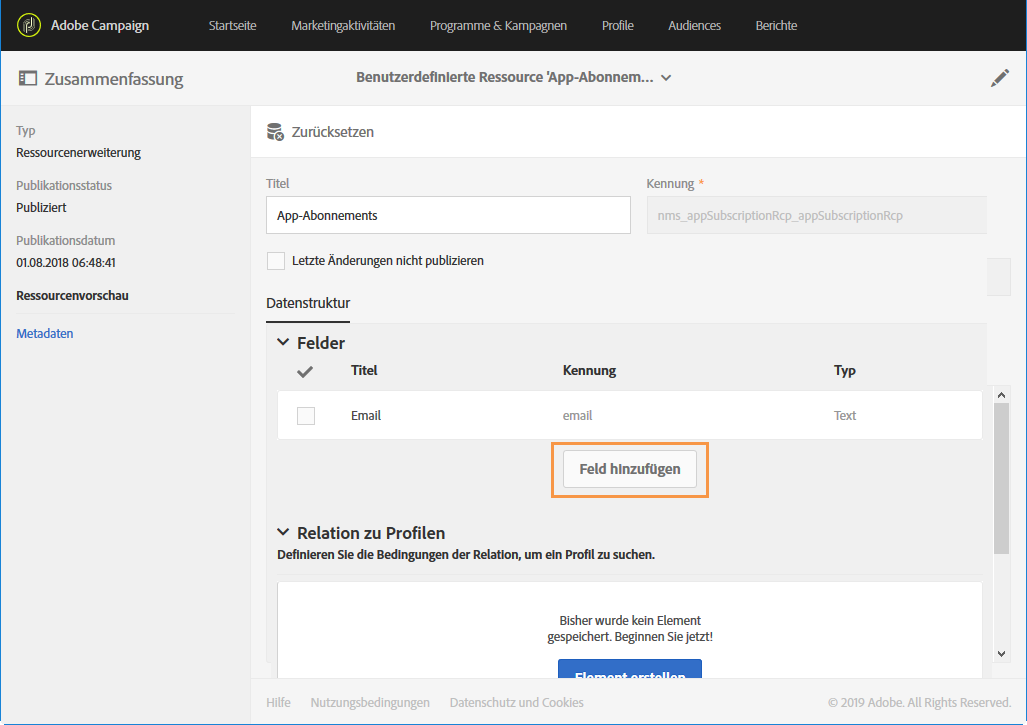 Adobe Campaign
Startseite
Marketingaktivitäten
Programme & Kampagnen
Profile
Audiences
Berichte
Zusammenfassung
Benutzerdefinierte Ressource 'App-Abonnem...
Typ
Ressourcenerweiterung
Publikationsstatus
Publiziert
Publikationsdatum
01.08.2018 06:48:41
Ressourcenvorschau
Metadaten
Zurücksetzen
Titel
Kennung *
App-Abonnements
nms_appSubscriptionRcp_appSubscriptionRcp
Letzte Änderungen nicht publizieren
Datenstruktur
Felder
Titel
Kennung
Typ
Email
email
Text
Feld hinzufügen
Relation zu Profilen
Definieren Sie die Bedingungen der Relation, um ein Profil zu suchen.
Bisher wurde kein Element
gespeichert. Beginnen Sie jetzt!
Element erstellen
Hilfe
Nutzungsbedingungen
Datenschutz und Cookies
© 2019 Adobe. All Rights Reserved.